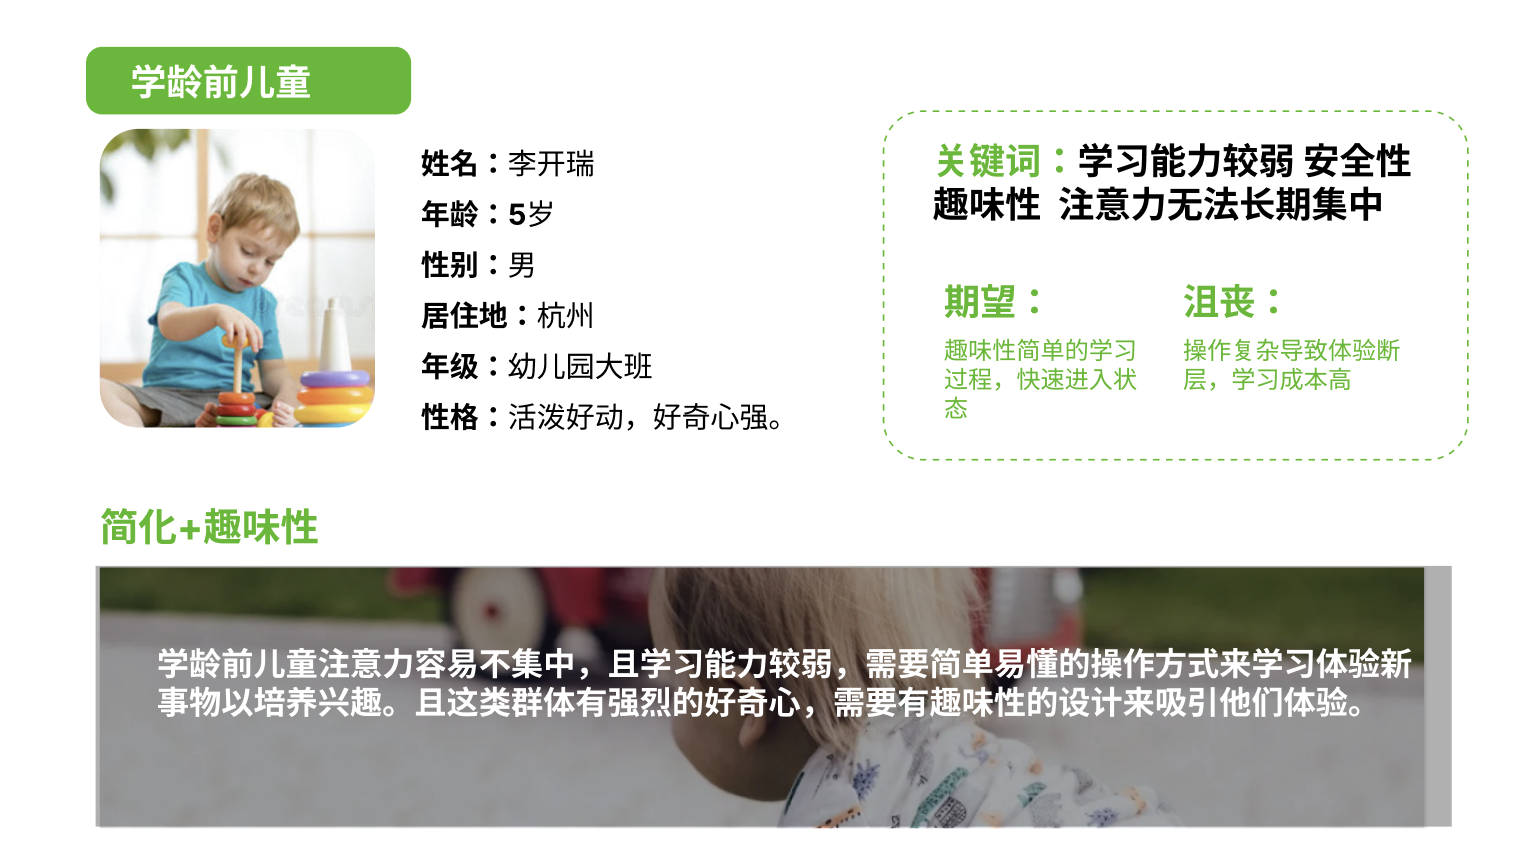 学龄前儿童
姓名：李开瑞
年龄：5岁
性别：男
居住地：杭州
年级：幼儿园大班
性格：活泼好动，好奇心强。
关键词：学习能力较弱 安全性
趣味性 注意力无法长期集中
期望：
趣味性简单的学习
过程，快速进入状
态
沮丧：
操作复杂导致体验断
层，学习成本高
简化+趣味性
学龄前儿童注意力容易不集中，且学习能力较弱，需要简单易懂的操作方式来学习体验新
事物以培养兴趣。且这类群体有强烈的好奇心，需要有趣味性的设计来吸引他们体验。